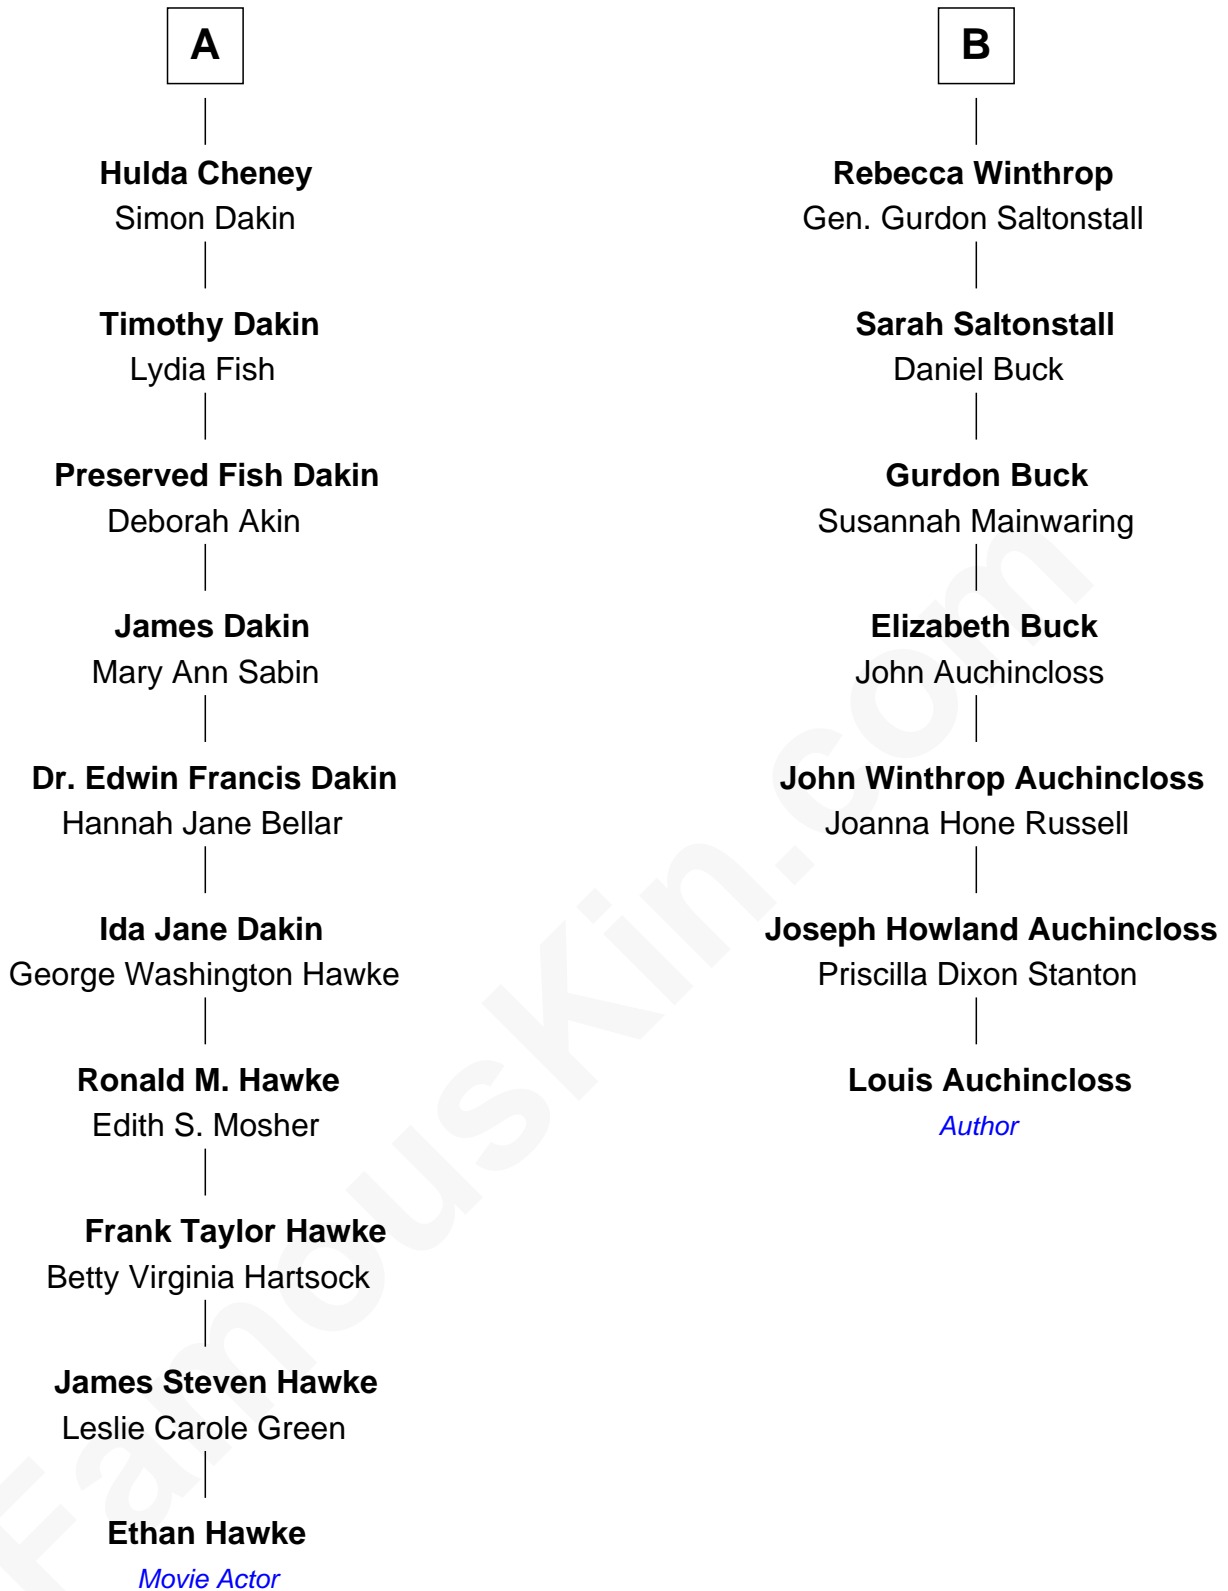 A
Hulda Cheney
Simon Dakin
Timothy Dakin
Lydia Fish
Preserved Fish Dakin
Deborah Akin
James Dakin
Mary Ann Sabin
Dr. Edwin Francis Dakin
Hannah Jane Bellar
Ida Jane Dakin
George Washington Hawke
Ronald M. Hawke
Edith S. Mosher
Frank Taylor Hawke
Betty Virginia Hartsock
James Steven Hawke
Leslie Carole Green
Ethan Hawke
Movie Actor
B
Rebecca Winthrop
Gen. Gurdon Saltonstall
Sarah Saltonstall
Daniel Buck
Gurdon Buck
Susannah Mainwaring
Elizabeth Buck
John Auchincloss
John Winthrop Auchincloss
Joanna Hone Russell
Joseph Howland Auchincloss
Priscilla Dixon Stanton
Louis Auchincloss
Author
FamousKin.com